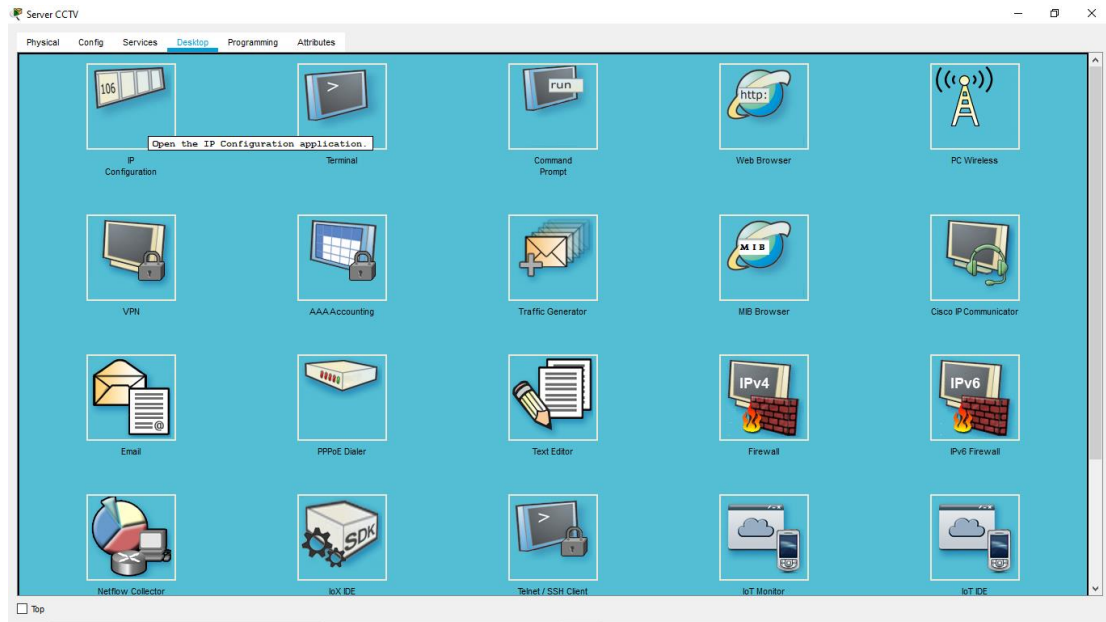 Server CCTV
Physical Config Services Desktop Programming Attributes
106
>
run
http:
Open the IP Configuration application.
IP
Configuration
Terminal
Command
Prompt
Web Browser
PC Wireless
MIB
VPN
AAA Accounting
Traffic Generator
MIB Browser
Cisco IP Communicator
@
IPv4
IPv6
Email
PPPoE Dialer
Text Editor
Firewall
IPv6 Firewall
SDK
>
Netflow Collector
IoX IDE
Telnet / SSH Client
IoT Monitor
IoT IDE
Top